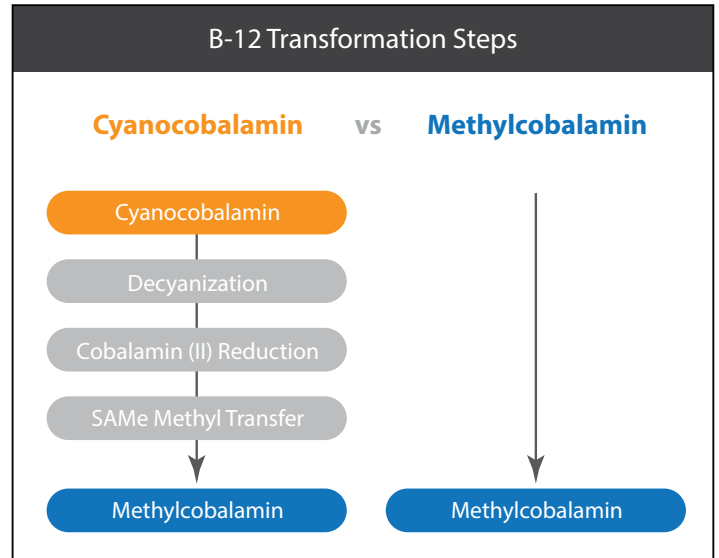 B-12 Transformation Steps
Cyanocobalamin vs Methylcobalamin
Cyanocobalamin
Decyanization
Cobalamin (II) Reduction
SAMe Methyl Transfer
Methylcobalamin
Methylcobalamin